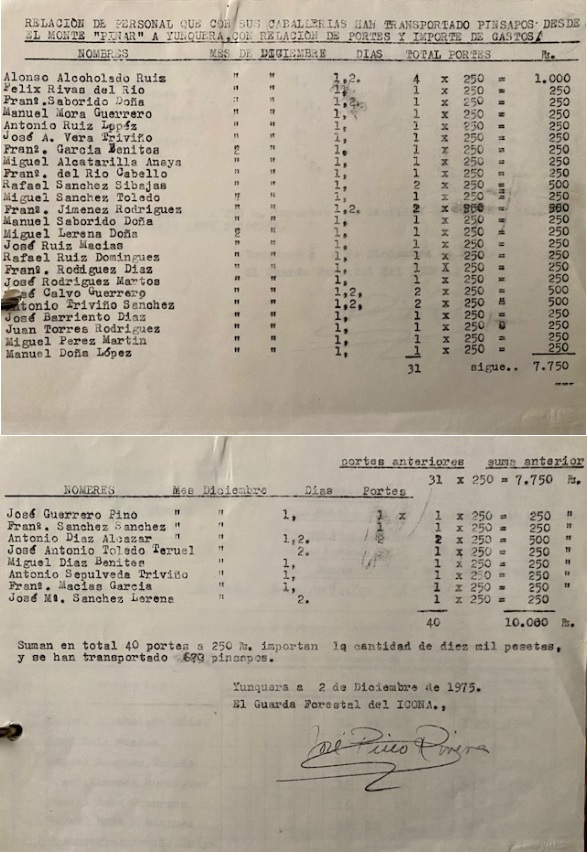 RELACIÓN DE PERSONAL QUE CON SUS CABALLERIAS HAN TRANSPORTADO PINSAPOS DESDE
EL MONTE "PINAR" A YUNQUERA, CON RELACIÓN DE PORTES Y IMPORTE DE GASTOS/
NOMBRES MES DE DICIEMBRE DIAS TOTAL PORTES Ps.
Alonso Alcoholado Ruiz " " 1,2. 4 x 250 = 1.000
Felix Rivas del Rio " " 1, 1 x 250 = 250
Franº. Saborido Doña " " 1,2. 1 x 250 = 250
Manuel Mora Guerrero " " 1, 1 x 250 = 250
Antonio Ruiz Lopéz " " 1, 1 x 250 = 250
José A. Vera Triviño " " 1, 1 x 250 = 250
Franº. Garcia Benites " " 1, 1 x 250 = 250
Miguel Alcatarilla Anaya " " 1, 1 x 250 = 250
Franº. del Rio Cabello " " 1, 1 x 250 = 250
Rafael Sanchez Sibajas " " 1, 2 x 250 = 500
Miguel Sanchez Toledo " " 1, 1 x 250 = 250
Franº. Jimenez Rodriguez " " 1,2. 2 x =
Manuel Saborido Doña " " 1, 1 x 250 = 250
Miguel Lerena Doña " " 1, 1 x 250 = 250
José Ruiz Macias " " 1, 1 x 250 = 250
Rafael Ruiz Dominguez " " 1, 1 x 250 = 250
Franº. Rodiguez Diaz " " 1, 1 x 250 = 250
José Rodriguez Martos " " 1, 1 x 250 = 250
José Calvo Guerrero " " 1,2, 2 x 250 = 500
Antonio Triviño Sanchez " " 1,2, 2 x 250 = 500
José Barriento Diaz " " 1, 1 x 250 = 250
Juan Torres Rodriguez " " 1, 1 x 250 = 250
Miguel Perez Martin " " 1, 1 x 250 = 250
Manuel Doña López " " 1, 1 x 250 = 250
31 sigue.. 7.750
portes anteriores suma anterior
31 x 250 = 7.750 Ps.
NOMBRES Mes Diciembre Dias Portes
José Guerrero Pino " " 1, 1 x 1 x 250 = 250 "
Franº. Sanchez Sanchez " " 1 1 x 250 = 250 "
Antonio Diaz Alcazar " " 1,2. 2 2 x 250 = 500 "
José Antonio Toledo Teruel " 2. 1 x 250 = 250 "
Miguel Diaz Benites " 1, 1 x 250 = 250 "
Antonio Sepulveda Triviño " 1, 1 x 250 = 250 "
Franº. Macias Garcia " 1, 1 x 250 = 250 "
José Mª. Sanchez Lerena " 2. 1 x 250 = 250
40 10.000 Ps.
Suman en total 40 portes a 250 Ps. importan la cantidad de diez mil pesetas,
y se han transportado 679 pinsapos.
Yunquera a 2 de Diciembre de 1975.
El Guarda Forestal del ICONA.,
José Pino Rivera